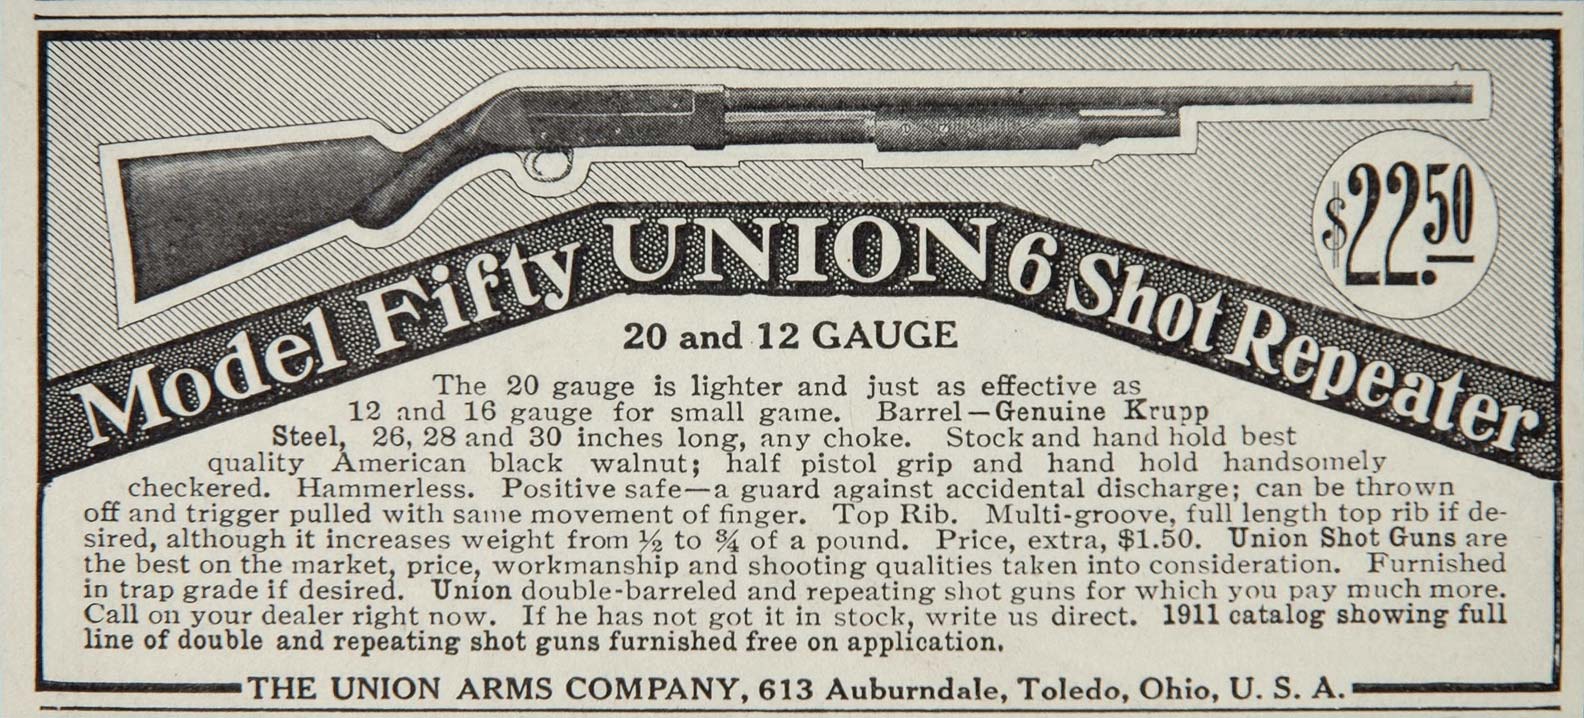 $22.50
Model Fifty UNION 6 Shot Repeater
20 and 12 GAUGE
The 20 gauge is lighter and just as effective as
12 and 16 gauge for small game. Barrel—Genuine Krupp
Steel, 26, 28 and 30 inches long, any choke. Stock and hand hold best
quality American black walnut; half pistol grip and hand hold handsomely
checkered. Hammerless. Positive safe—a guard against accidental discharge; can be thrown
off and trigger pulled with same movement of finger. Top Rib. Multi-groove, full length top rib if de-
sired, although it increases weight from ½ to ¾ of a pound. Price, extra, $1.50. Union Shot Guns are
the best on the market, price, workmanship and shooting qualities taken into consideration. Furnished
in trap grade if desired. Union double-barreled and repeating shot guns for which you pay much more.
Call on your dealer right now. If he has not got it in stock, write us direct. 1911 catalog showing full
line of double and repeating shot guns furnished free on application.
THE UNION ARMS COMPANY, 613 Auburndale, Toledo, Ohio, U. S. A.